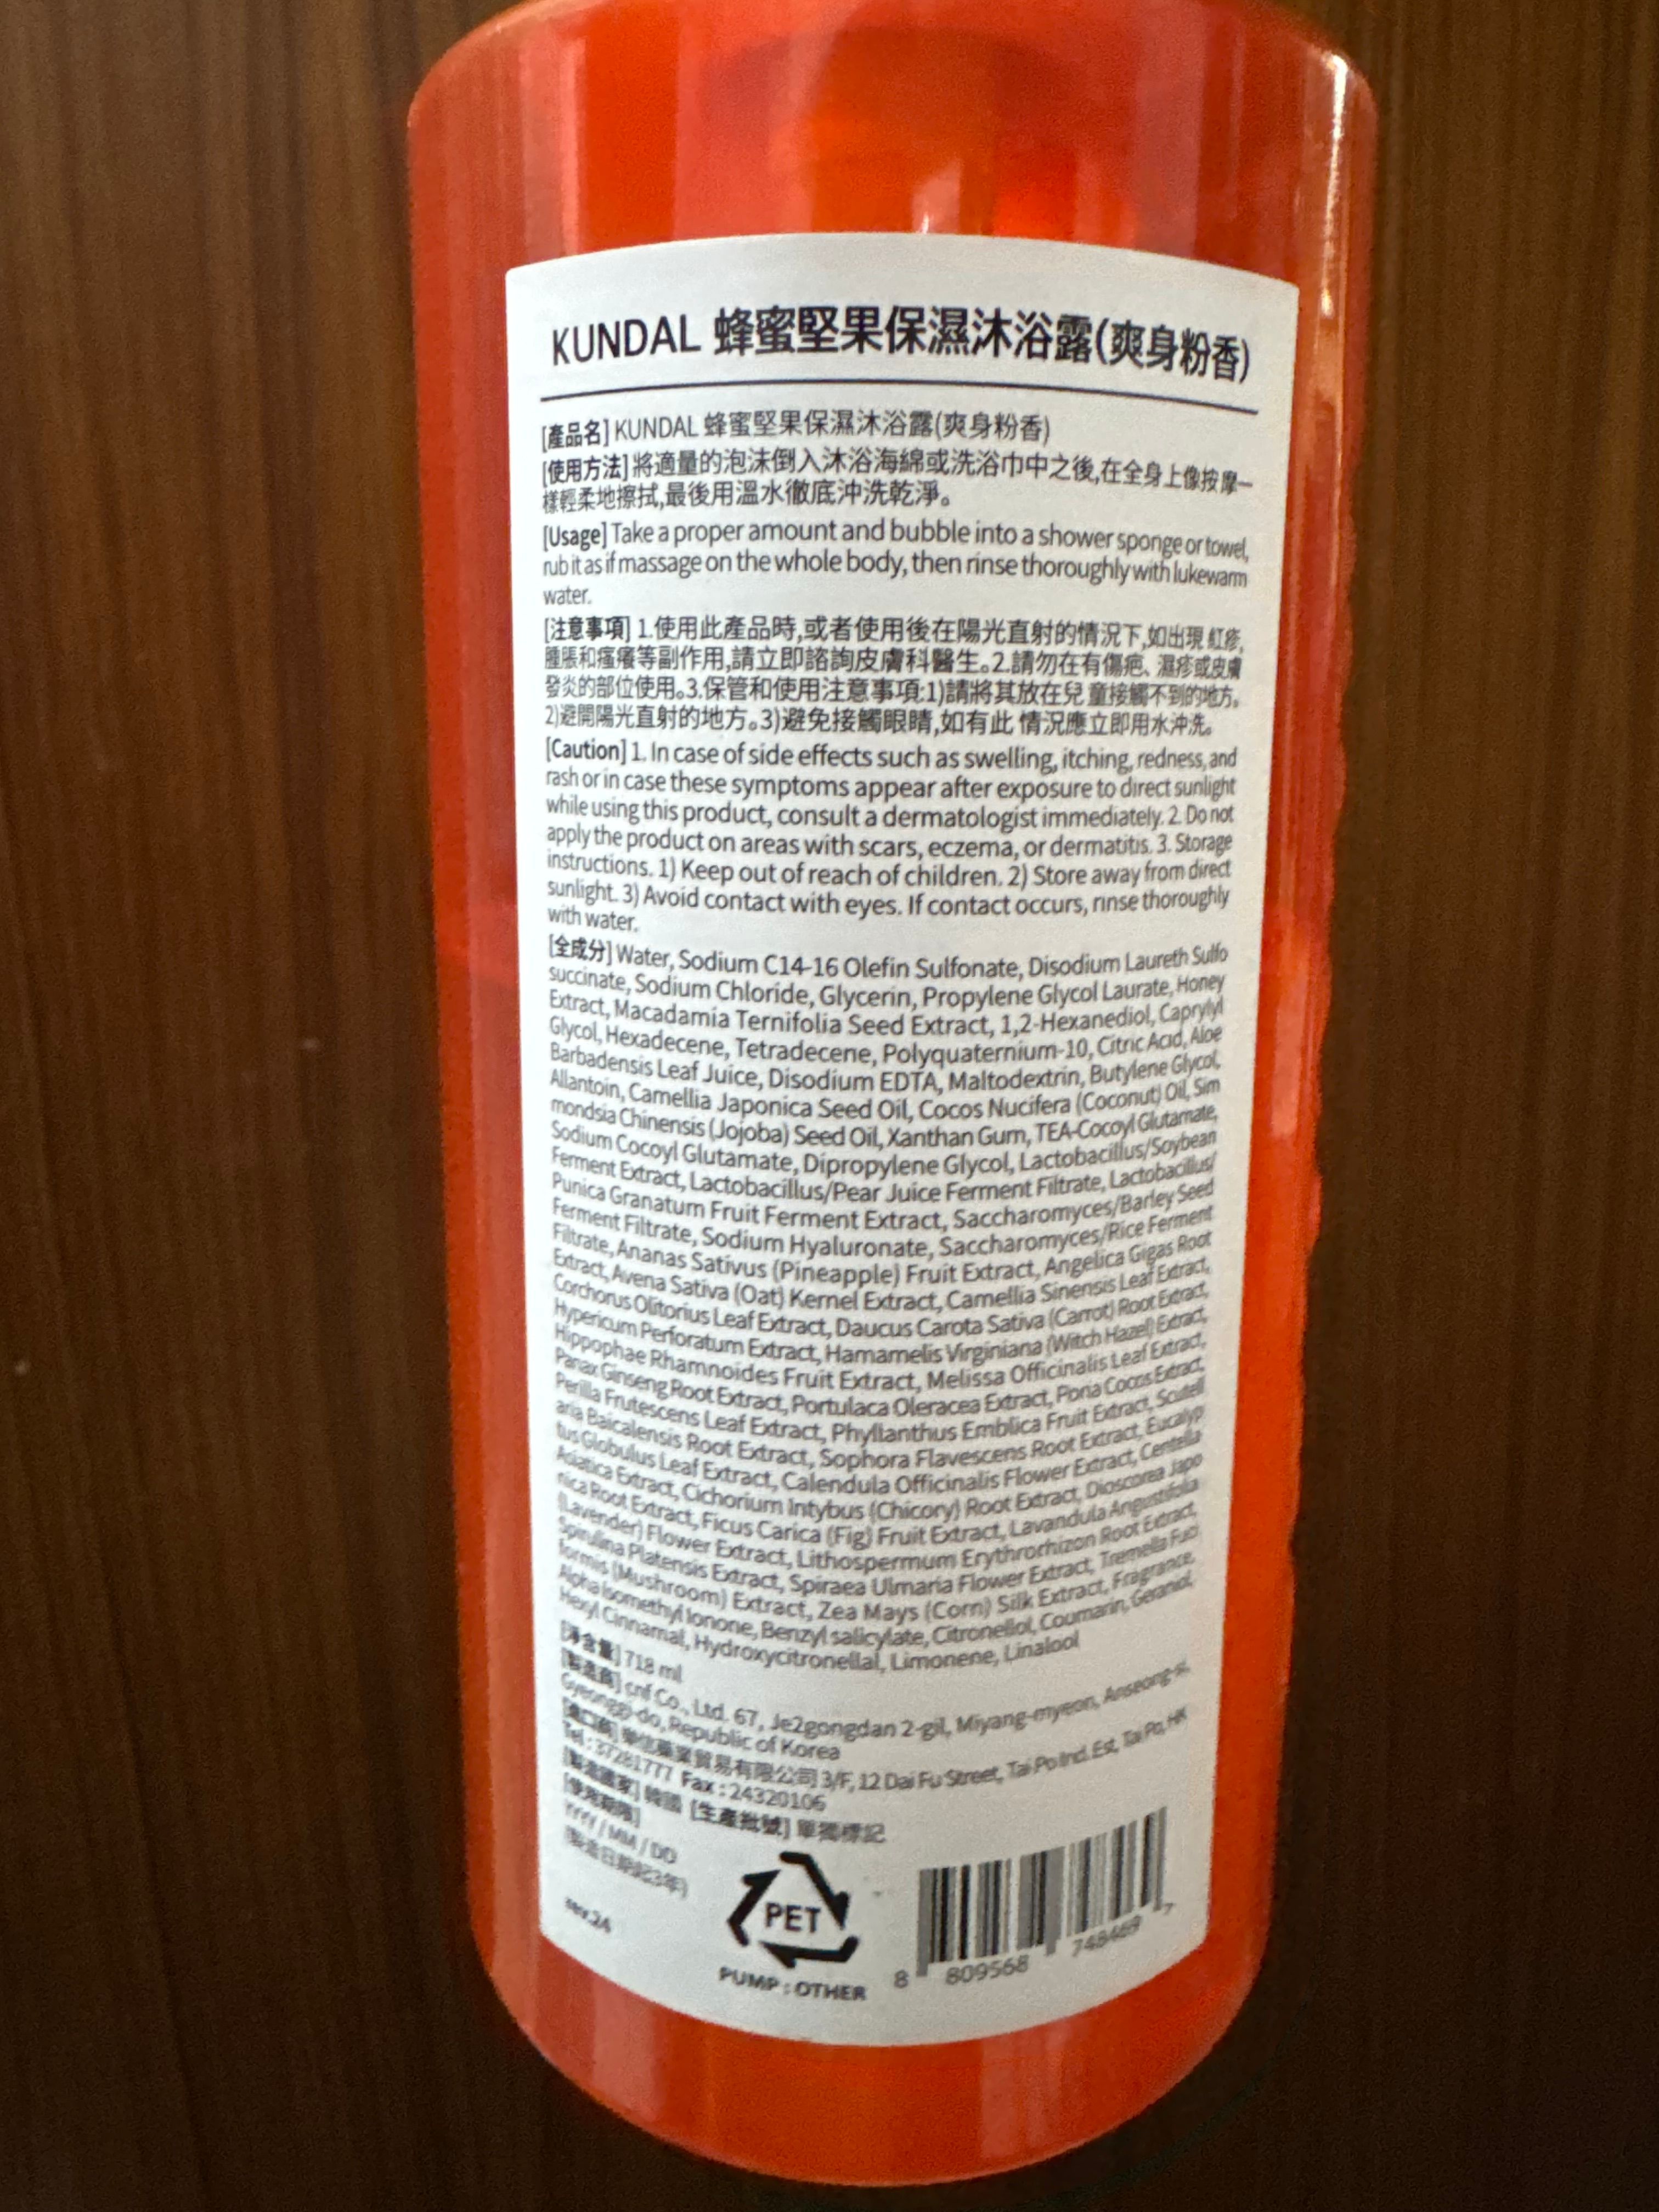 KUNDAL 蜂蜜堅果保濕沐浴露(爽身粉香)
[產品名] KUNDAL 蜂蜜堅果保濕沐浴露(爽身粉香)
[使用方法] 將適量的泡沫倒入沐浴海綿或洗浴巾中之後,在全身上像按摩一
樣輕柔地擦拭,最後用溫水徹底沖洗乾淨。
[Usage] Take a proper amount and bubble into a shower sponge or towel,
rub it as if massage on the whole body, then rinse thoroughly with lukewarm
water.
[注意事項] 1.使用此產品時,或者使用後在陽光直射的情況下,如出現 紅疹,
腫脹和瘙癢等副作用,請立即諮詢皮膚科醫生。2.請勿在有傷疤、濕疹或皮膚
發炎的部位使用。3.保管和使用注意事項:1)請將其放在兒 童接觸不到的地方。
2)避開陽光直射的地方。3)避免接觸眼睛,如有此 情況應立即用水沖洗。
[Caution] 1. In case of side effects such as swelling, itching, redness, and
rash or in case these symptoms appear after exposure to direct sunlight
while using this product, consult a dermatologist immediately. 2. Do not
apply the product on areas with scars, eczema, or dermatitis. 3. Storage
instructions. 1) Keep out of reach of children. 2) Store away from direct
sunlight. 3) Avoid contact with eyes. If contact occurs, rinse thoroughly
with water.
[全成分] Water, Sodium C14-16 Olefin Sulfonate, Disodium Laureth Sulfo
succinate, Sodium Chloride, Glycerin, Propylene Glycol Laurate, Honey
Extract, Macadamia Ternifolia Seed Extract, 1,2-Hexanediol, Caprylyl
Glycol, Hexadecene, Tetradecene, Polyquaternium-10, Citric Acid, Aloe
Barbadensis Leaf Juice, Disodium EDTA, Maltodextrin, Butylene Glycol,
Allantoin, Camellia Japonica Seed Oil, Cocos Nucifera (Coconut) Oil, Sim
mondsia Chinensis (Jojoba) Seed Oil, Xanthan Gum, TEA-Cocoyl Glutamate,
Sodium Cocoyl Glutamate, Dipropylene Glycol, Lactobacillus/Soybean
Ferment Extract, Lactobacillus/Pear Juice Ferment Filtrate, Lactobacillus/
Punica Granatum Fruit Ferment Extract, Saccharomyces/Barley Seed
Ferment Filtrate, Sodium Hyaluronate, Saccharomyces/Rice Ferment
Filtrate, Ananas Sativus (Pineapple) Fruit Extract, Angelica Gigas Root
Extract, Avena Sativa (Oat) Kernel Extract, Camellia Sinensis Leaf Extract,
Corchorus Olitorius Leaf Extract, Daucus Carota Sativa (Carrot) Root Extract,
Hypericum Perforatum Extract, Hamamelis Virginiana (Witch Hazel) Extract,
Hippophae Rhamnoides Fruit Extract, Melissa Officinalis Leaf Extract,
Panax Ginseng Root Extract, Portulaca Oleracea Extract, Poria Cocos Extract,
Perilla Frutescens Leaf Extract, Phyllanthus Emblica Fruit Extract, Scutell
aria Baicalensis Root Extract, Sophora Flavescens Root Extract, Eucalyp
tus Globulus Leaf Extract, Calendula Officinalis Flower Extract, Centella
Asiatica Extract, Cichorium Intybus (Chicory) Root Extract, Dioscorea Japo
nica Root Extract, Ficus Carica (Fig) Fruit Extract, Lavandula Angustifolia
(Lavender) Flower Extract, Lithospermum Erythrorhizon Root Extract,
Spirulina Platensis Extract, Spiraea Ulmaria Flower Extract, Tremella Fuci
formis (Mushroom) Extract, Zea Mays (Corn) Silk Extract, Fragrance,
Alpha Isomethyl Ionone, Benzyl salicylate, Citronellol, Coumarin, Geraniol,
Hexyl Cinnamal, Hydroxycitronellal, Limonene, Linalool
[淨含量] 718 ml
[製造商] cnf Co., Ltd. 67, Je2gongdan 2-gil, Miyang-myeon, Anseong-si,
Gyeonggi-do, Republic of Korea
貿易有限公司 3/F, 12 Dai Fu Street, Tai Po Ind. Est, Tai Po, HK
Tel : 37281777 Fax : 24320106
[製造國家] 韓國 [生產批號] 單獨標記
[使用期限]
YYYY / MM / DD
(製造日期起3年)
rev.24
PET
PUMP : OTHER
8 809568 748469 7